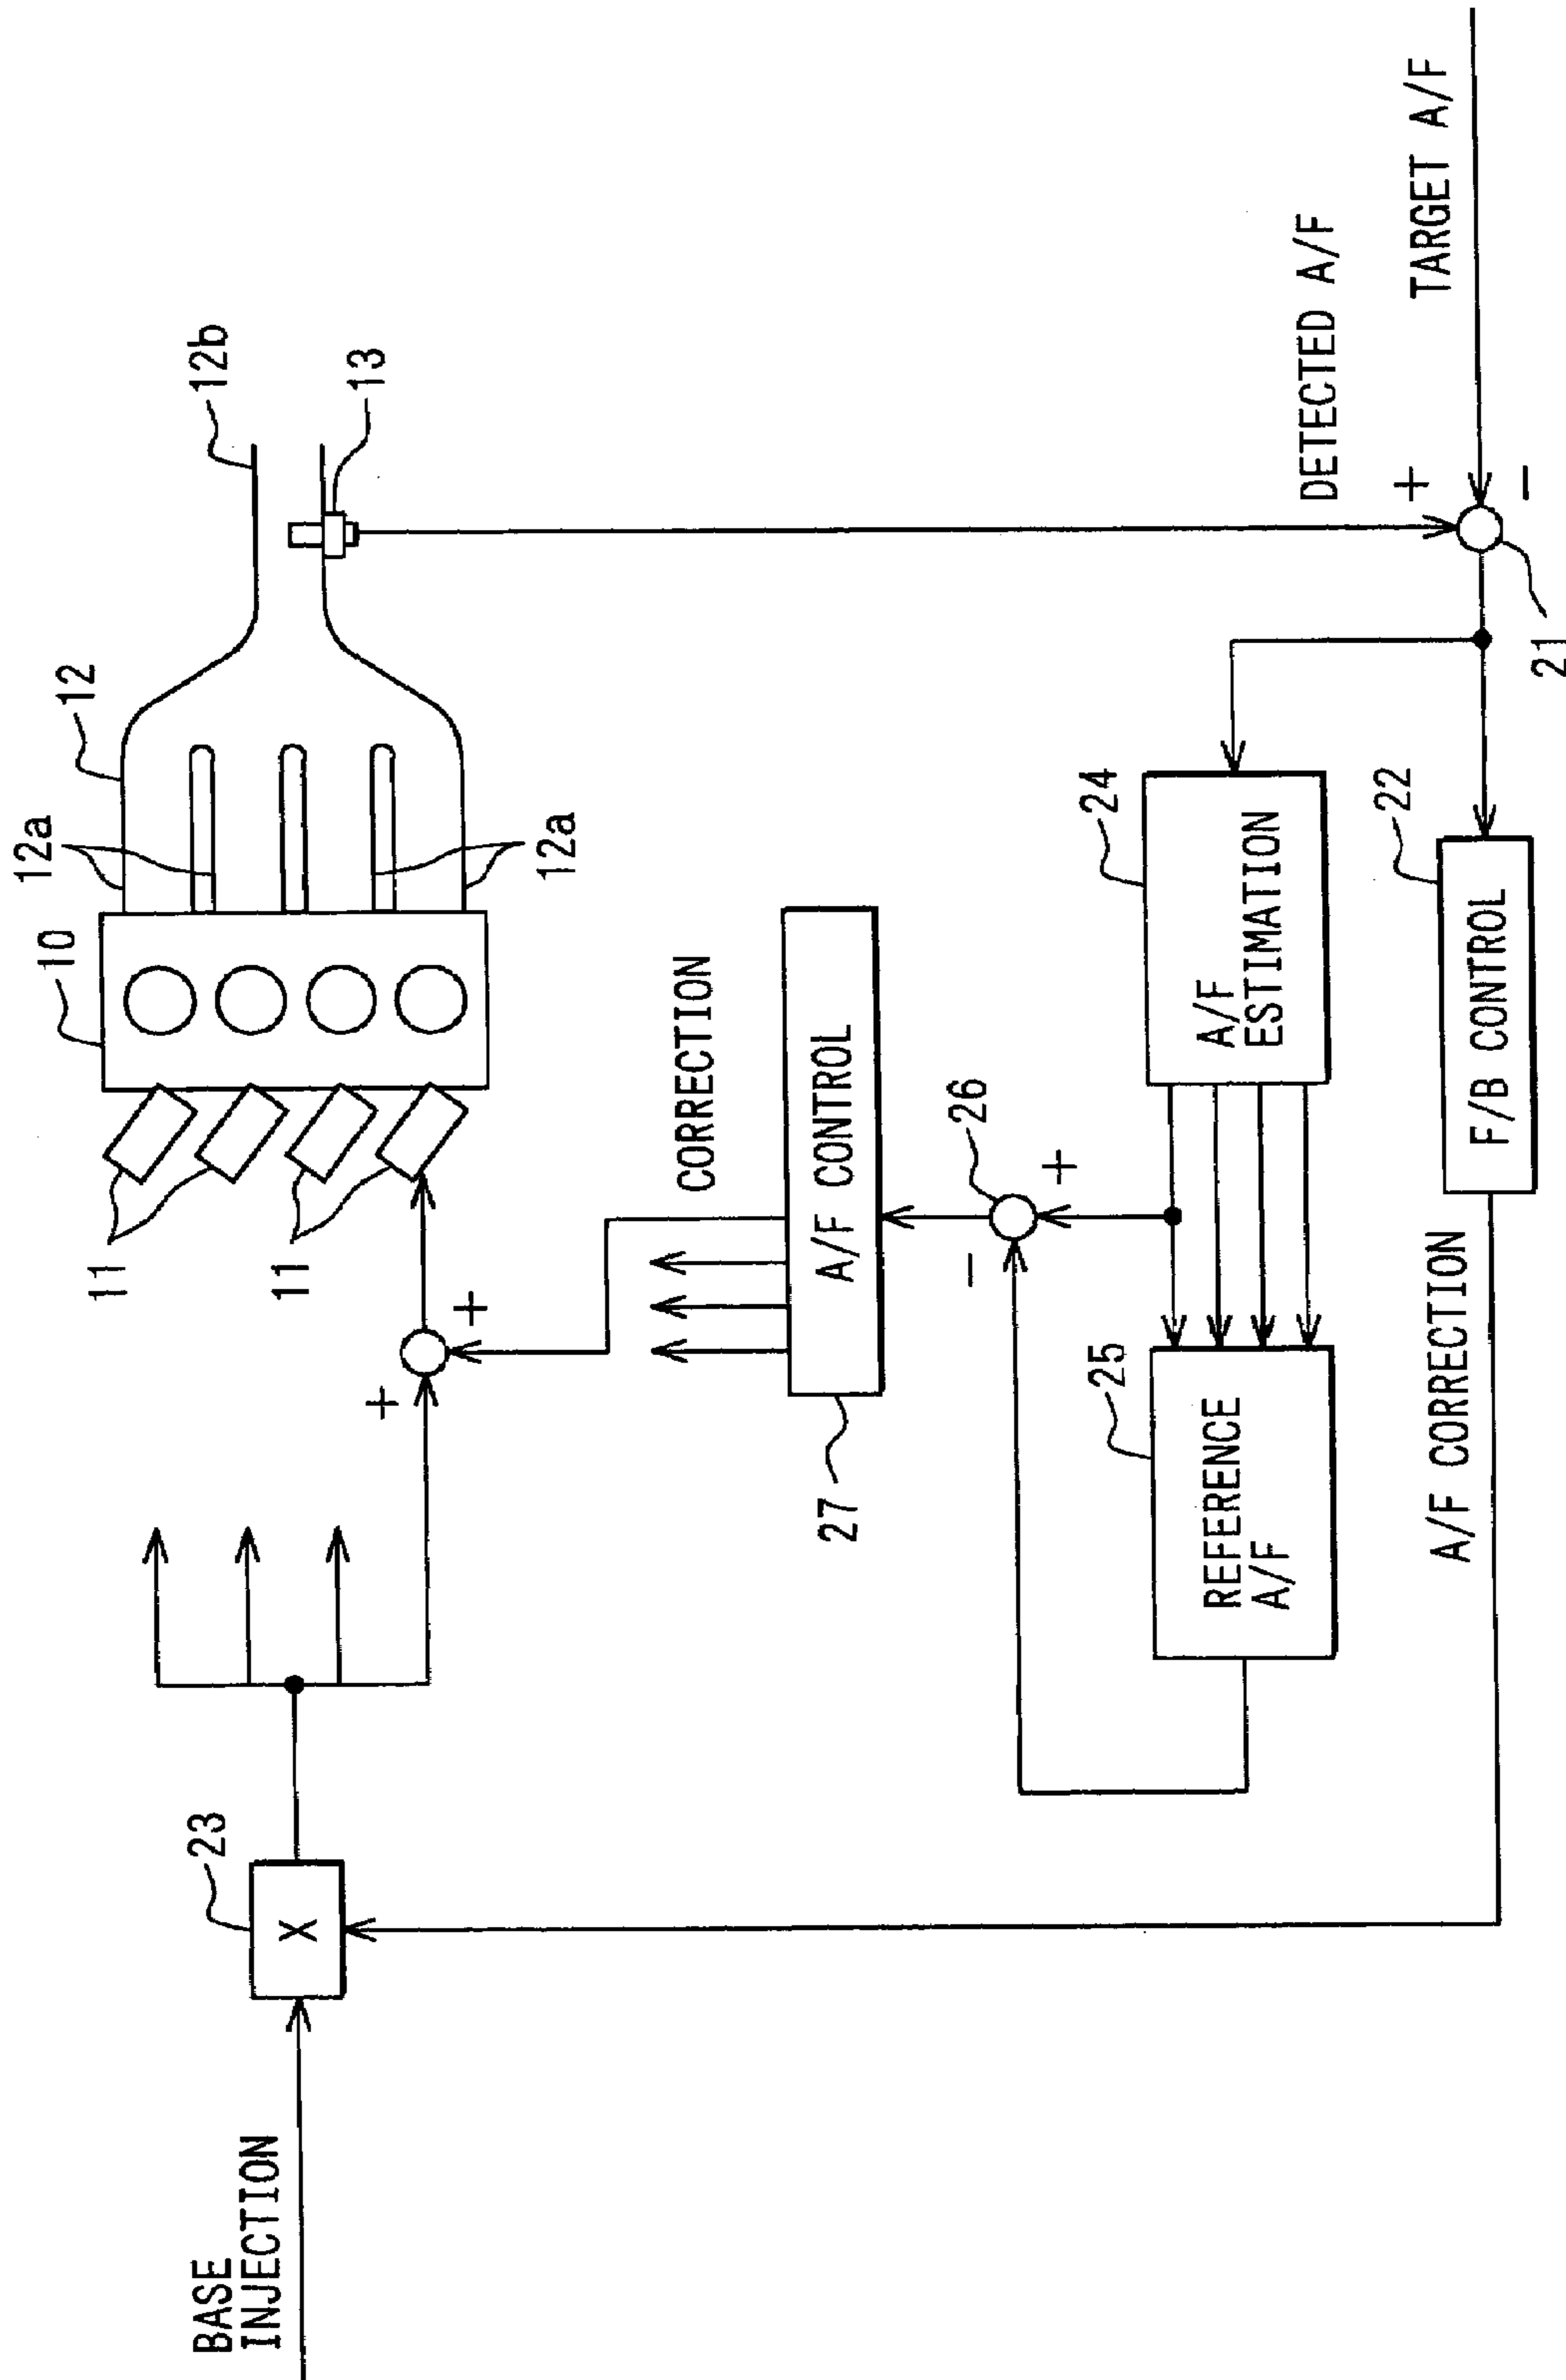 BASE
INJECTION
23
X
11
11
10
12a
12a
12
12b
13
+
+
CORRECTION
27
A/F CONTROL
26
−
+
25
REFERENCE
A/F
24
A/F
ESTIMATION
DETECTED A/F
+
TARGET A/F
−
21
22
F/B CONTROL
A/F CORRECTION